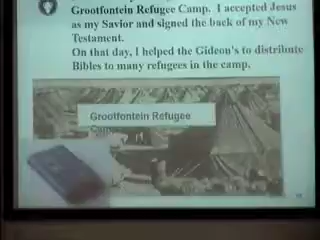 Grootfontein Refugee Camp. I accepted Jesus
as my Savior and signed the back of my New
Testament.
On that day, I helped the Gideon's to distribute
Bibles to many refugees in the camp.
Grootfontein Refugee